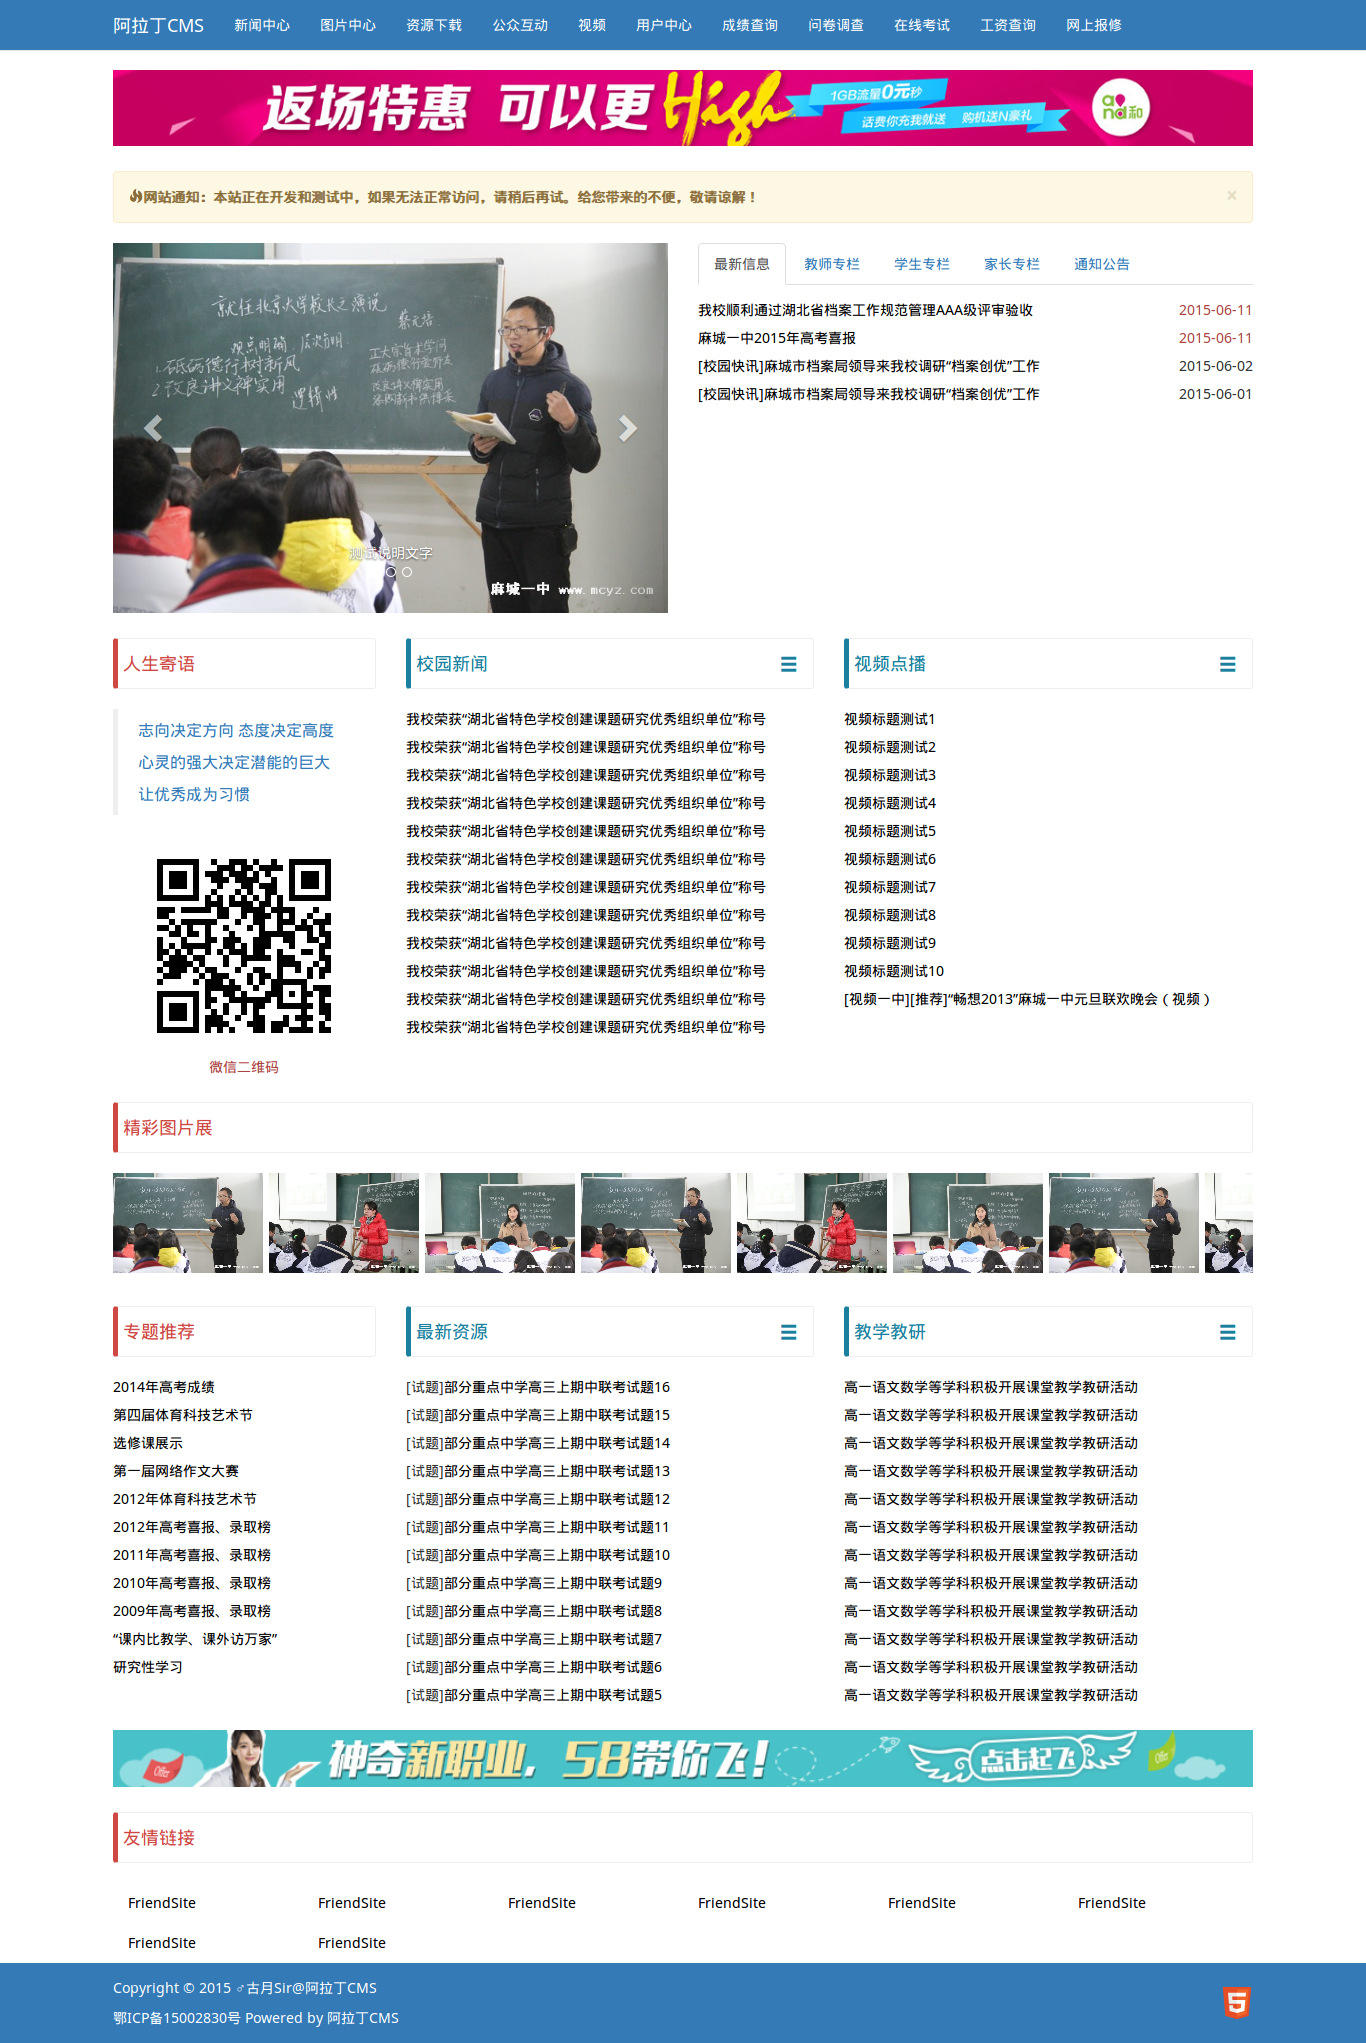 阿拉丁CMS 新闻中心 图片中心 资源下载 公众互动 视频 用户中心 成绩查询 问卷调查 在线考试 工资查询 网上报修
返场特惠 可以更High
1GB流量0元秒
话费你充我就送 购机送N豪礼
and和
网站通知：本站正在开发和测试中，如果无法正常访问，请稍后再试。给您带来的不便，敬请谅解！ ×
就任北京大学校长之演说
蔡元培
测试说明文字
麻城一中 www.mcyz.com
最新信息 教师专栏 学生专栏 家长专栏 通知公告
我校顺利通过湖北省档案工作规范管理AAA级评审验收 2015-06-11
麻城一中2015年高考喜报 2015-06-11
[校园快讯]麻城市档案局领导来我校调研“档案创优”工作 2015-06-02
[校园快讯]麻城市档案局领导来我校调研“档案创优”工作 2015-06-01
人生寄语
志向决定方向 态度决定高度
心灵的强大决定潜能的巨大
让优秀成为习惯
微信二维码
校园新闻
我校荣获“湖北省特色学校创建课题研究优秀组织单位”称号
我校荣获“湖北省特色学校创建课题研究优秀组织单位”称号
我校荣获“湖北省特色学校创建课题研究优秀组织单位”称号
我校荣获“湖北省特色学校创建课题研究优秀组织单位”称号
我校荣获“湖北省特色学校创建课题研究优秀组织单位”称号
我校荣获“湖北省特色学校创建课题研究优秀组织单位”称号
我校荣获“湖北省特色学校创建课题研究优秀组织单位”称号
我校荣获“湖北省特色学校创建课题研究优秀组织单位”称号
我校荣获“湖北省特色学校创建课题研究优秀组织单位”称号
我校荣获“湖北省特色学校创建课题研究优秀组织单位”称号
我校荣获“湖北省特色学校创建课题研究优秀组织单位”称号
我校荣获“湖北省特色学校创建课题研究优秀组织单位”称号
视频点播
视频标题测试1
视频标题测试2
视频标题测试3
视频标题测试4
视频标题测试5
视频标题测试6
视频标题测试7
视频标题测试8
视频标题测试9
视频标题测试10
[视频一中][推荐]“畅想2013”麻城一中元旦联欢晚会（视频）
精彩图片展
专题推荐
2014年高考成绩
第四届体育科技艺术节
选修课展示
第一届网络作文大赛
2012年体育科技艺术节
2012年高考喜报、录取榜
2011年高考喜报、录取榜
2010年高考喜报、录取榜
2009年高考喜报、录取榜
“课内比教学、课外访万家”
研究性学习
最新资源
[试题]部分重点中学高三上期中联考试题16
[试题]部分重点中学高三上期中联考试题15
[试题]部分重点中学高三上期中联考试题14
[试题]部分重点中学高三上期中联考试题13
[试题]部分重点中学高三上期中联考试题12
[试题]部分重点中学高三上期中联考试题11
[试题]部分重点中学高三上期中联考试题10
[试题]部分重点中学高三上期中联考试题9
[试题]部分重点中学高三上期中联考试题8
[试题]部分重点中学高三上期中联考试题7
[试题]部分重点中学高三上期中联考试题6
[试题]部分重点中学高三上期中联考试题5
教学教研
高一语文数学等学科积极开展课堂教学教研活动
高一语文数学等学科积极开展课堂教学教研活动
高一语文数学等学科积极开展课堂教学教研活动
高一语文数学等学科积极开展课堂教学教研活动
高一语文数学等学科积极开展课堂教学教研活动
高一语文数学等学科积极开展课堂教学教研活动
高一语文数学等学科积极开展课堂教学教研活动
高一语文数学等学科积极开展课堂教学教研活动
高一语文数学等学科积极开展课堂教学教研活动
高一语文数学等学科积极开展课堂教学教研活动
高一语文数学等学科积极开展课堂教学教研活动
高一语文数学等学科积极开展课堂教学教研活动
Offer 神奇新职业，58带你飞！ 点击起飞 Offer
友情链接
FriendSite FriendSite FriendSite FriendSite FriendSite FriendSite
FriendSite FriendSite
Copyright © 2015 ♂古月Sir@阿拉丁CMS
鄂ICP备15002830号 Powered by 阿拉丁CMS
5